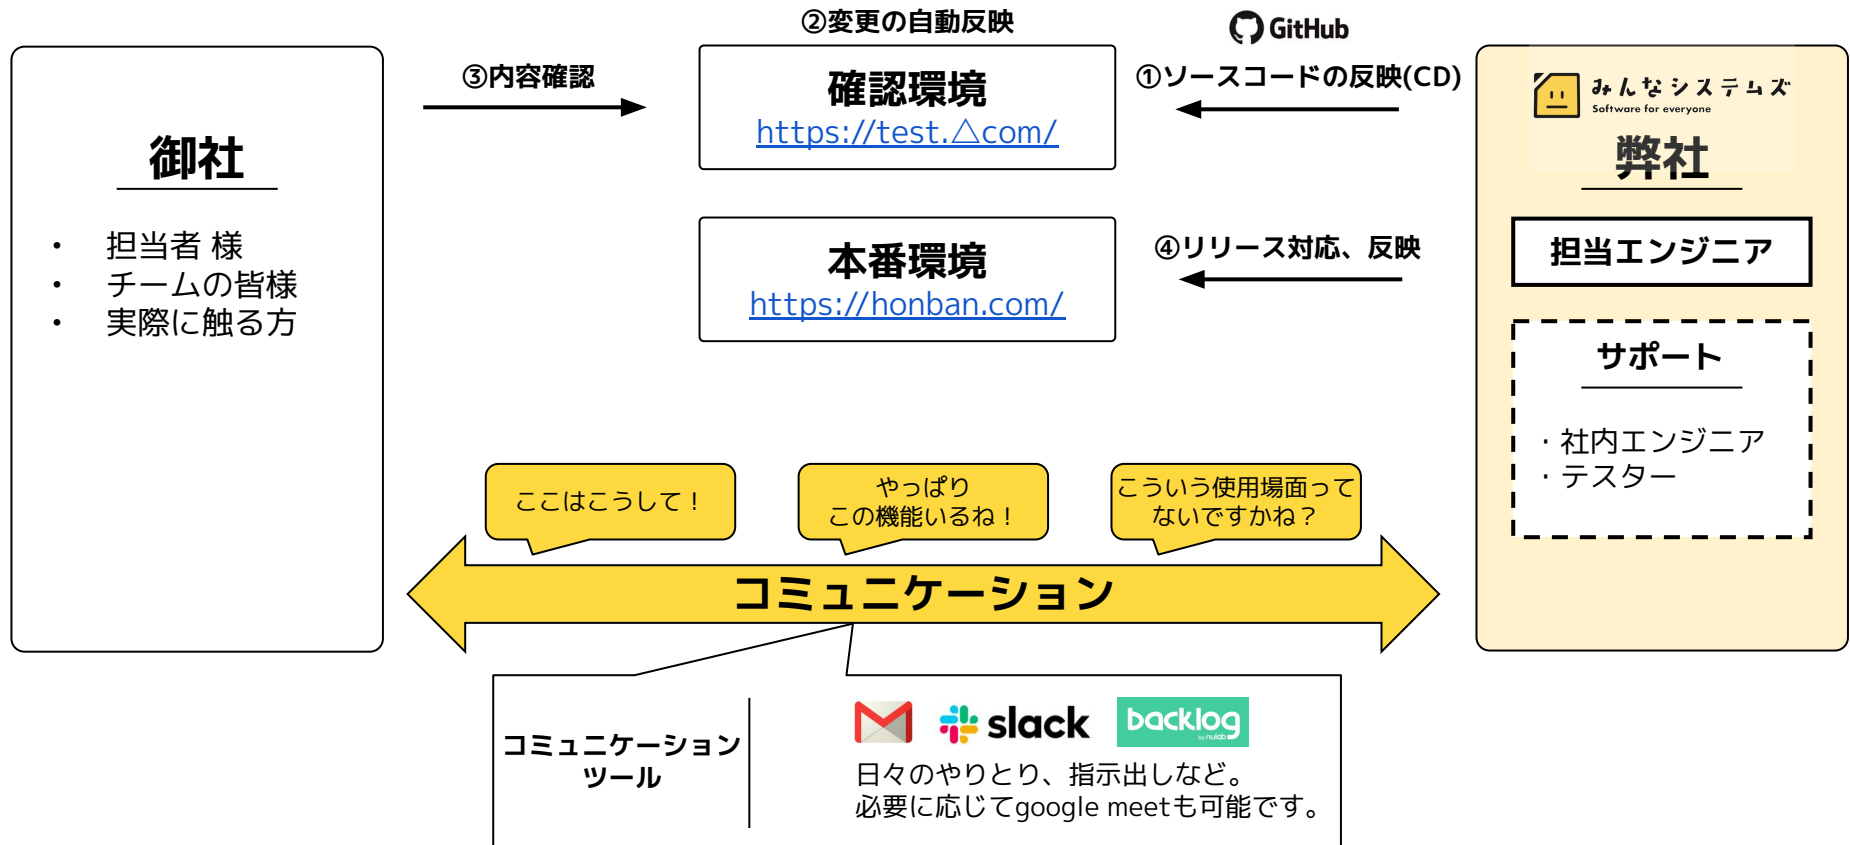 ②変更の自動反映
GitHub
御社
・ 担当者 様
・ チームの皆様
・ 実際に触る方
③内容確認
確認環境
https://test.△com/
①ソースコードの反映(CD)
本番環境
https://honban.com/
④リリース対応、反映
みんなシステムズ
Software for everyone
弊社
担当エンジニア
サポート
・社内エンジニア
・テスター
ここはこうして！
やっぱり
この機能いるね！
こういう使用場面って
ないですかね？
コミュニケーション
コミュニケーション
ツール
slack
backlog
by nulab
日々のやりとり、指示出しなど。
必要に応じてgoogle meetも可能です。